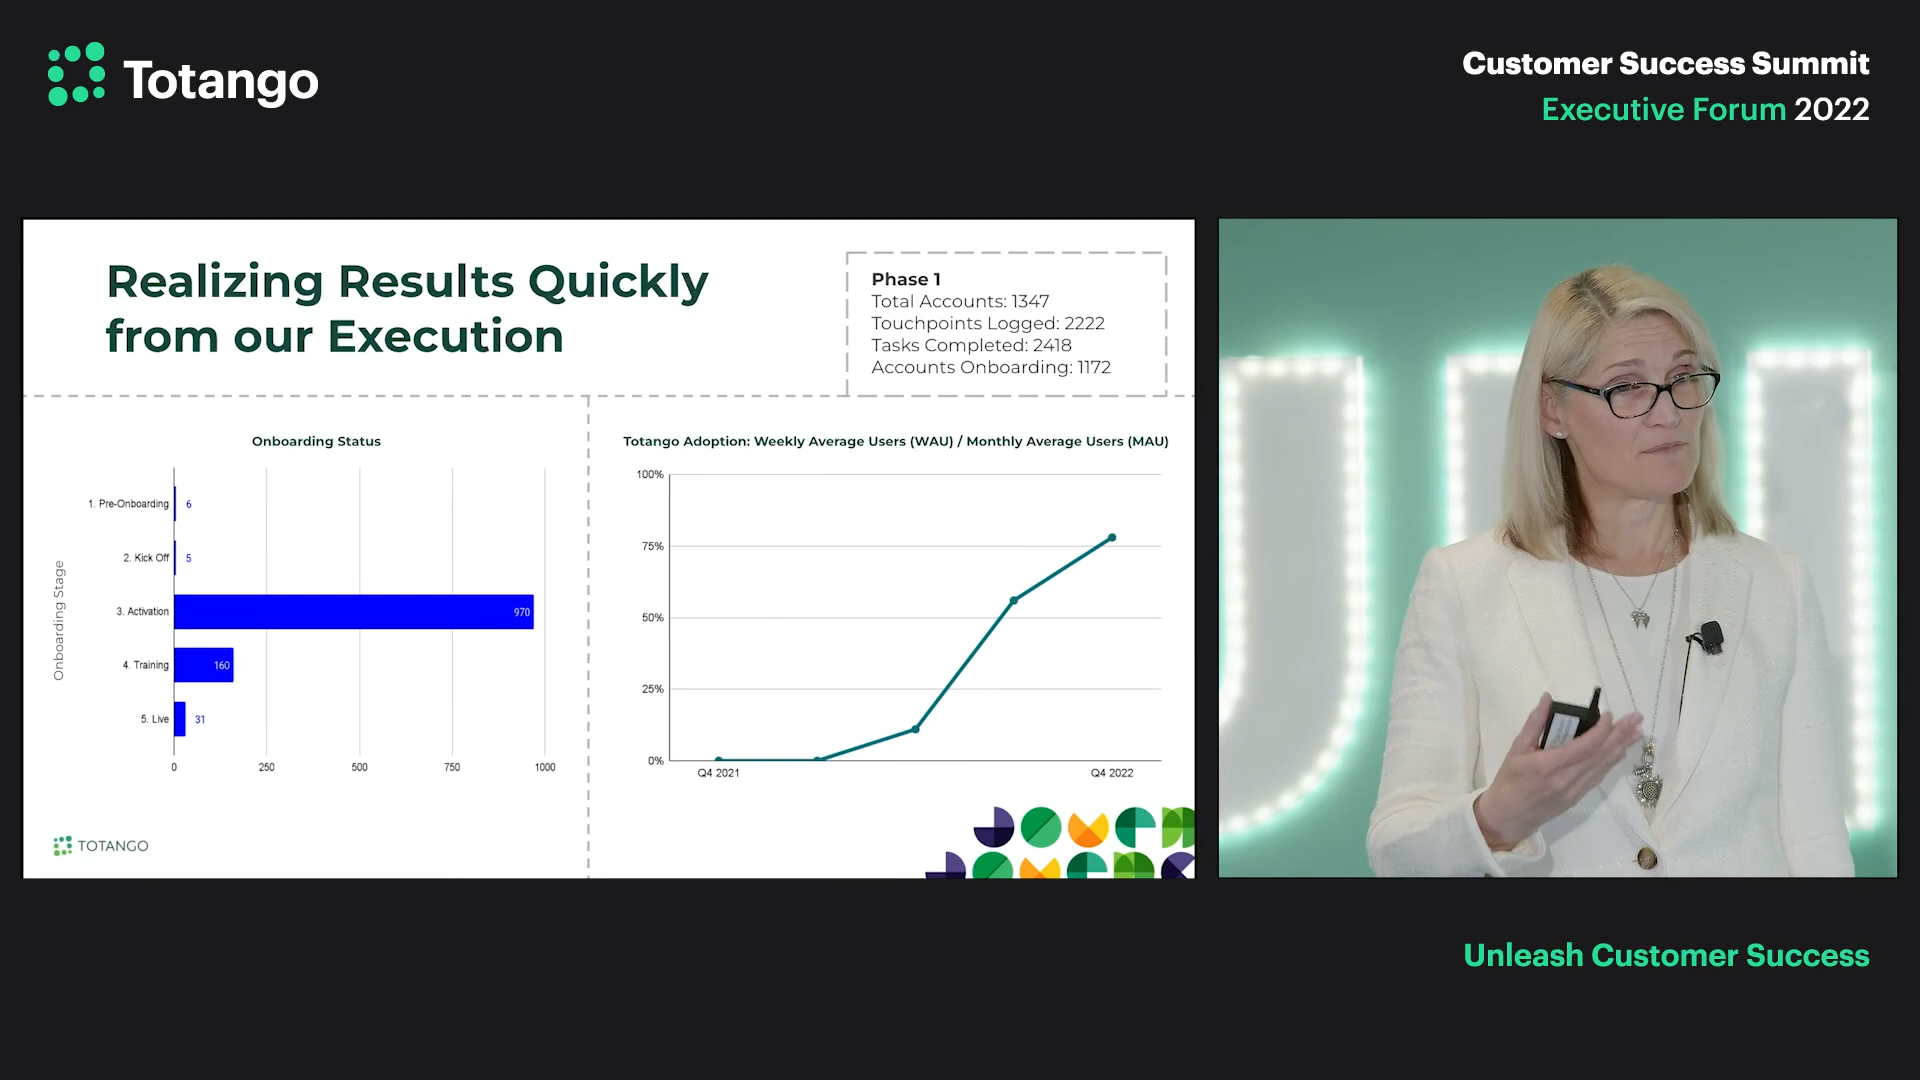 Totango
Customer Success Summit
Executive Forum 2022
Realizing Results Quickly
from our Execution
Phase 1
Total Accounts: 1347
Touchpoints Logged: 2222
Tasks Completed: 2418
Accounts Onboarding: 1172
Onboarding Status
Onboarding Stage
1. Pre-Onboarding 6
2. Kick Off 5
3. Activation 970
4. Training 160
5. Live 31
0 250 500 750 1000
Totango Adoption: Weekly Average Users (WAU) / Monthly Average Users (MAU)
100%
75%
50%
25%
0%
Q4 2021 Q4 2022
TOTANGO
Unleash Customer Success